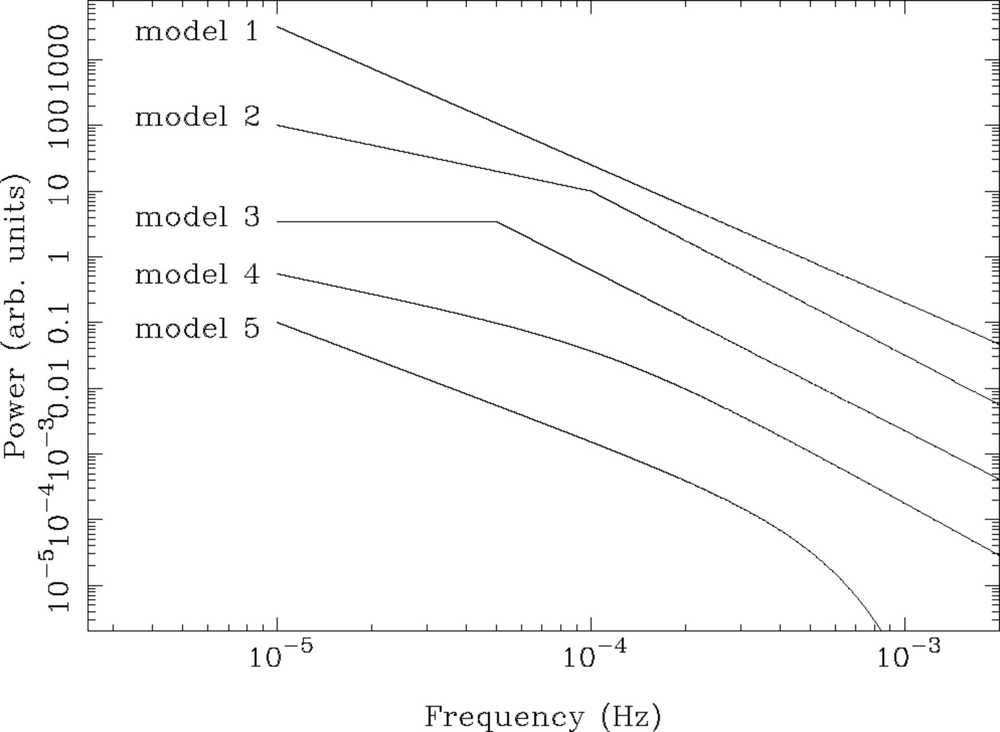 model 1
model 2
model 3
model 4
model 5
Power (arb. units)
1000
100
10
1
0.1
0.01
10−3
10−4
10−5
10−5
10−4
10−3
Frequency (Hz)